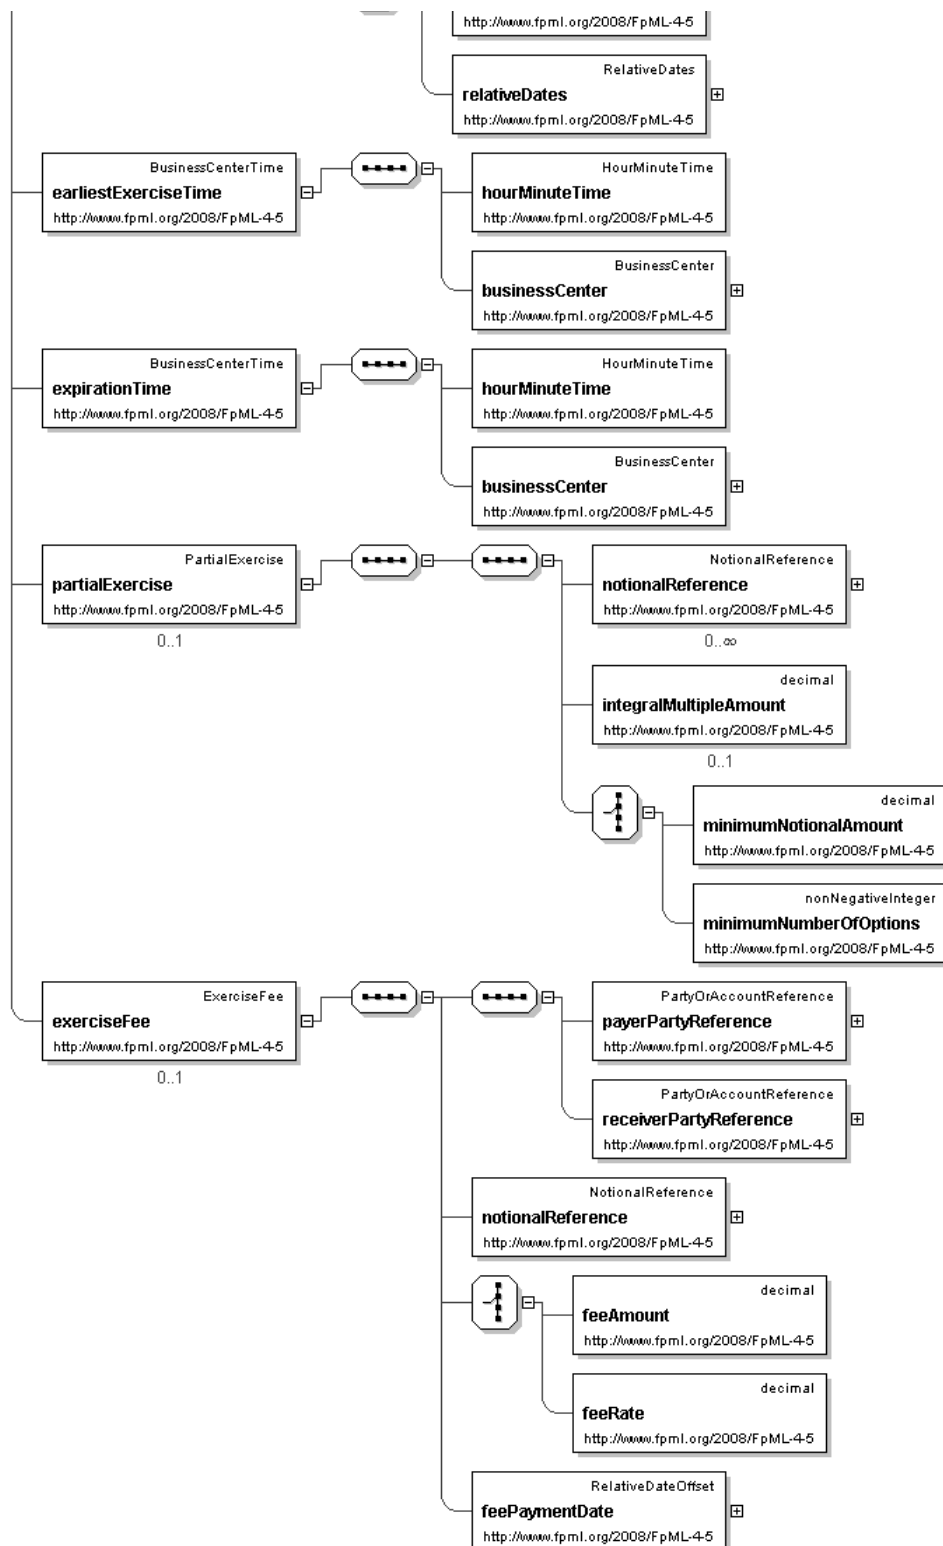 http://www.fpml.org/2008/FpML-4-5
RelativeDates
relativeDates
http://www.fpml.org/2008/FpML-4-5
BusinessCenterTime
earliestExerciseTime
http://www.fpml.org/2008/FpML-4-5
HourMinuteTime
hourMinuteTime
http://www.fpml.org/2008/FpML-4-5
BusinessCenter
businessCenter
http://www.fpml.org/2008/FpML-4-5
BusinessCenterTime
expirationTime
http://www.fpml.org/2008/FpML-4-5
HourMinuteTime
hourMinuteTime
http://www.fpml.org/2008/FpML-4-5
BusinessCenter
businessCenter
http://www.fpml.org/2008/FpML-4-5
PartialExercise
partialExercise
http://www.fpml.org/2008/FpML-4-5
0..1
NotionalReference
notionalReference
http://www.fpml.org/2008/FpML-4-5
0..∞
decimal
integralMultipleAmount
http://www.fpml.org/2008/FpML-4-5
0..1
decimal
minimumNotionalAmount
http://www.fpml.org/2008/FpML-4-5
nonNegativeInteger
minimumNumberOfOptions
http://www.fpml.org/2008/FpML-4-5
ExerciseFee
exerciseFee
http://www.fpml.org/2008/FpML-4-5
0..1
PartyOrAccountReference
payerPartyReference
http://www.fpml.org/2008/FpML-4-5
PartyOrAccountReference
receiverPartyReference
http://www.fpml.org/2008/FpML-4-5
NotionalReference
notionalReference
http://www.fpml.org/2008/FpML-4-5
decimal
feeAmount
http://www.fpml.org/2008/FpML-4-5
decimal
feeRate
http://www.fpml.org/2008/FpML-4-5
RelativeDateOffset
feePaymentDate
http://www.fpml.org/2008/FpML-4-5